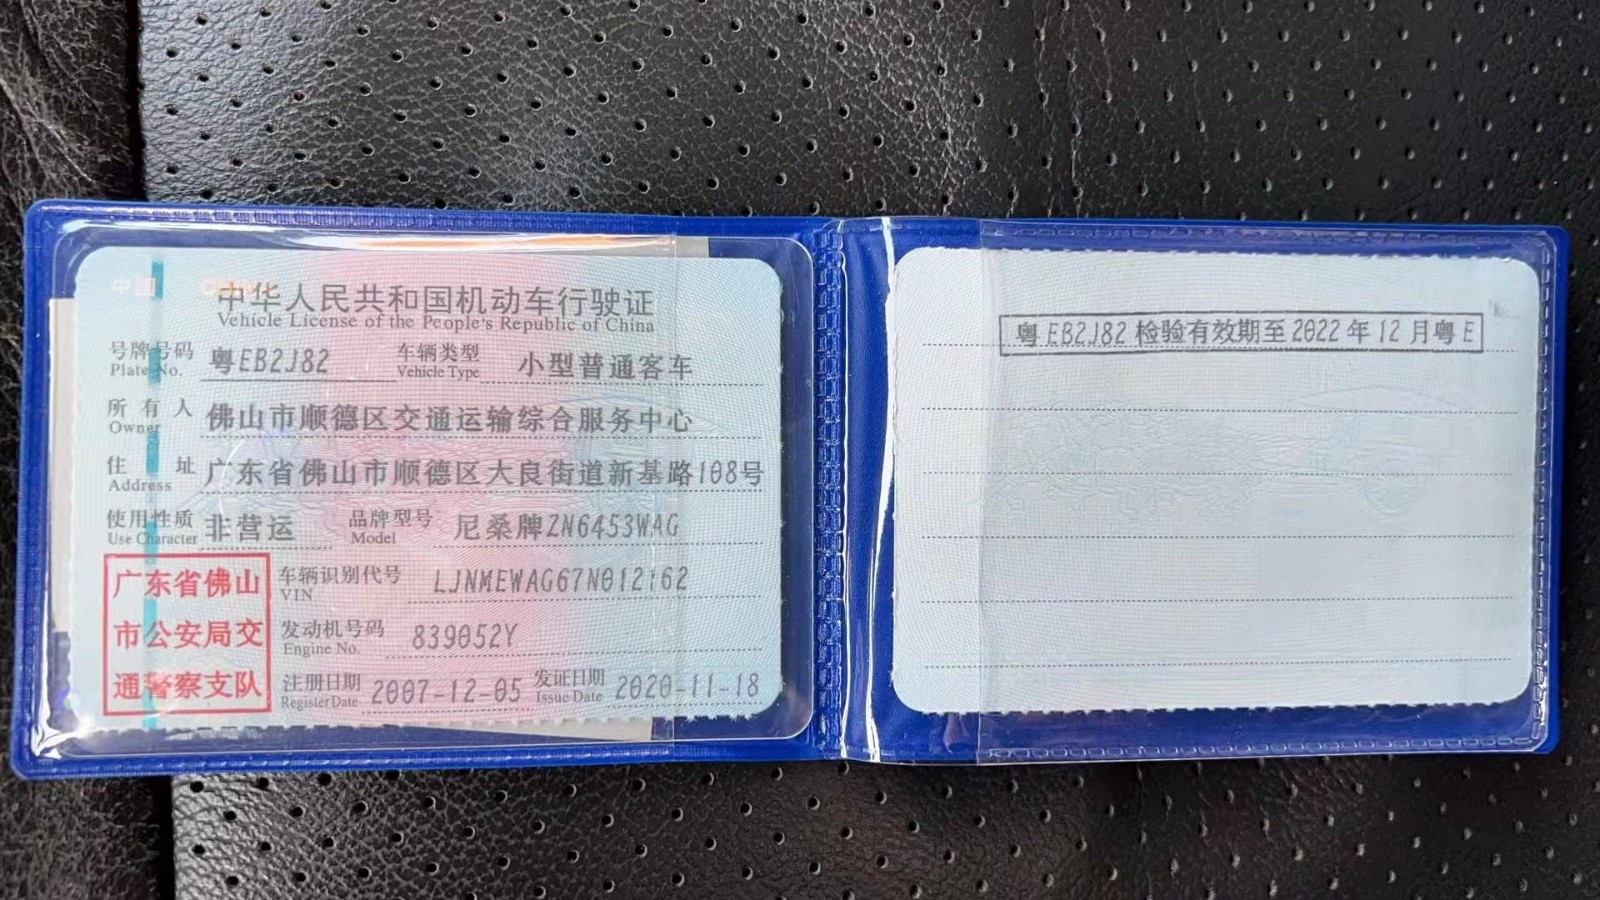 中国 CHINA
中华人民共和国机动车行驶证
Vehicle License of the People's Republic of China
号牌号码 粤EB2J82 车辆类型 小型普通客车
Plate No. Vehicle Type
所有人 佛山市顺德区交通运输综合服务中心
Owner
住址 广东省佛山市顺德区大良街道新基路108号
Address
使用性质 非营运 品牌型号 尼桑牌ZN6453WAG
Use Character Model
广东省佛山 车辆识别代号 LJNMEWAG67N012162
VIN
市公安局交 发动机号码 839052Y
Engine No.
通警察支队 注册日期 2007-12-05 发证日期 2020-11-18
Register Date Issue Date
粤EB2J82检验有效期至2022年12月粤E